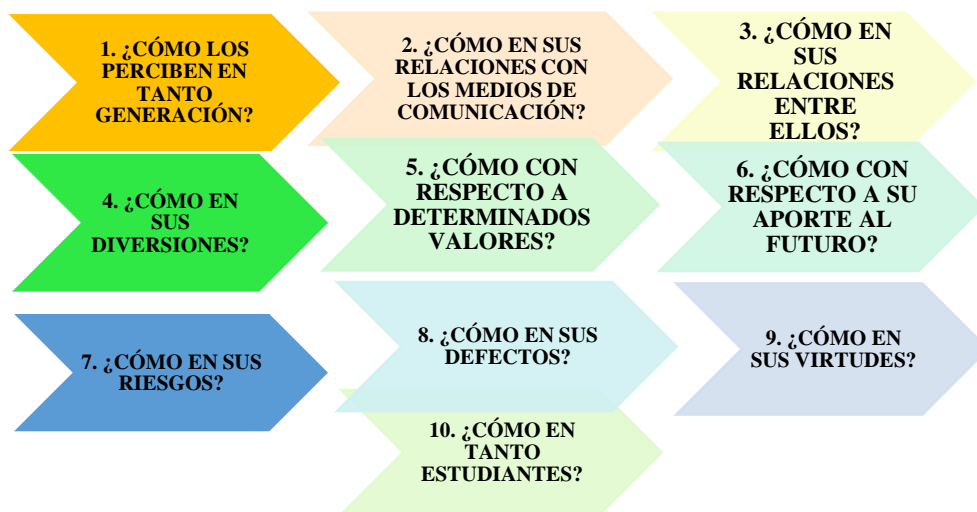 1. ¿CÓMO LOS
PERCIBEN EN
TANTO
GENERACIÓN?
2. ¿CÓMO EN SUS
RELACIONES CON
LOS MEDIOS DE
COMUNICACIÓN?
3. ¿CÓMO EN
SUS
RELACIONES
ENTRE
ELLOS?
4. ¿CÓMO EN
SUS
DIVERSIONES?
5. ¿CÓMO CON
RESPECTO A
DETERMINADOS
VALORES?
6. ¿CÓMO CON
RESPECTO A SU
APORTE AL
FUTURO?
7. ¿CÓMO EN SUS
RIESGOS?
8. ¿CÓMO EN SUS
DEFECTOS?
9. ¿CÓMO EN
SUS VIRTUDES?
10. ¿CÓMO EN
TANTO
ESTUDIANTES?